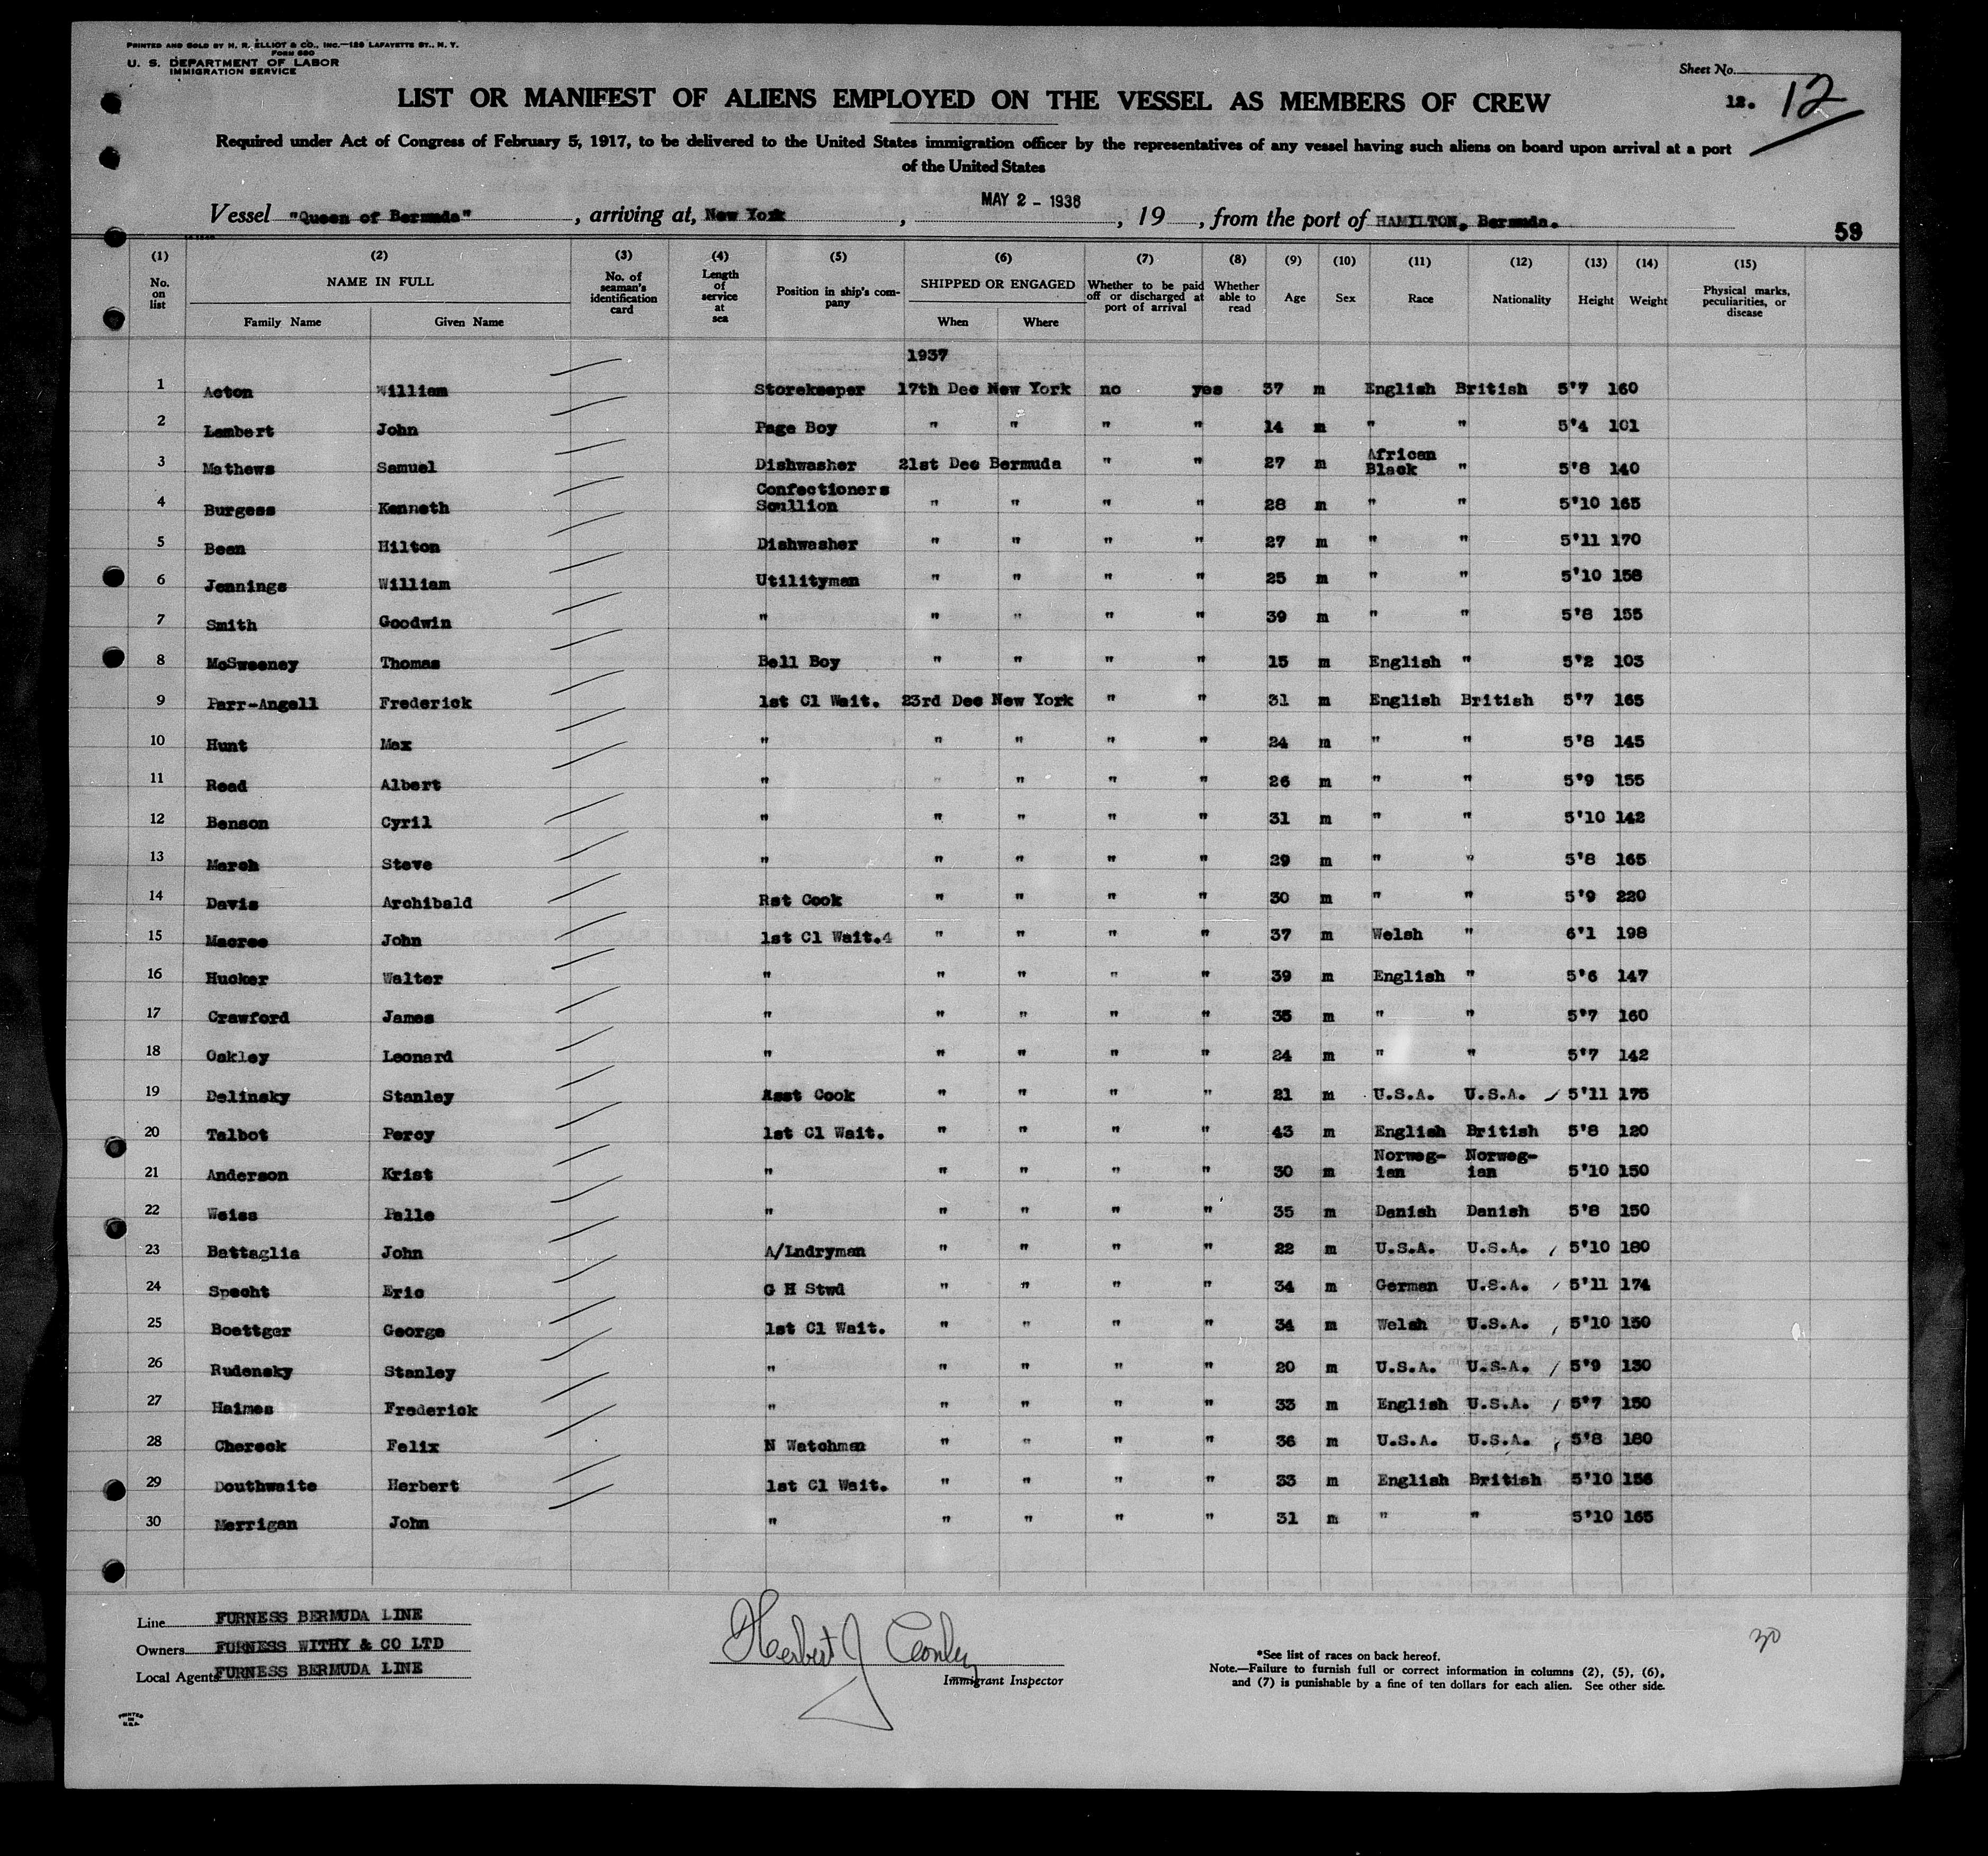 PRINTED AND SOLD BY H. R. ELLIOT & CO., INC.—129 LAFAYETTE ST., N. Y.
FORM 690
U. S. DEPARTMENT OF LABOR
IMMIGRATION SERVICE
Sheet No.
12. 12
LIST OR MANIFEST OF ALIENS EMPLOYED ON THE VESSEL AS MEMBERS OF CREW
Required under Act of Congress of February 5, 1917, to be delivered to the United States immigration officer by the representatives of any vessel having such aliens on board upon arrival at a port
of the United States
Vessel "Queen of Bermuda", arriving at, New York, MAY 2 - 1938, 19, from the port of HAMILTON, Bermuda.
59
(1) No. on list (2) NAME IN FULL Family Name Given Name (3) No. of seaman's identification card (4) Length of service at sea (5) Position in ship's company (6) SHIPPED OR ENGAGED When Where (7) Whether to be paid off or discharged at port of arrival (8) Whether able to read (9) Age (10) Sex (11) Race (12) Nationality (13) Height (14) Weight (15) Physical marks, peculiarities, or disease
1937
1 Acton William Storekeeper 17th Dec New York no yes 37 m English British 5'7 160
2 Lambert John Page Boy " " " " 14 m " " 5'4 101
3 Mathews Samuel Dishwasher 21st Dec Bermuda " " 27 m African Black " 5'8 140
4 Burgess Kenneth Confectioners Scullion " " " " 28 m " " 5'10 165
5 Bean Hilton Dishwasher " " " " 27 m " " 5'11 170
6 Jennings William Utilityman " " " " 25 m " " 5'10 158
7 Smith Goodwin " " " " " 39 m " " 5'8 155
8 McSweeney Thomas Bell Boy " " " " 15 m English " 5'2 103
9 Parr-Angell Frederick 1st Cl Wait. 23rd Dec New York " " 31 m English British 5'7 165
10 Hunt Max " " " " " 24 m " " 5'8 145
11 Read Albert " " " " " 26 m " " 5'9 155
12 Benson Cyril " " " " " 31 m " " 5'10 142
13 March Steve " " " " " 29 m " " 5'8 165
14 Davis Archibald Rst Cook " " " " 30 m " " 5'9 220
15 Macree John 1st Cl Wait.4 " " " " 37 m Welsh " 6'1 198
16 Hucker Walter " " " " " 39 m English " 5'6 147
17 Crawford James " " " " " 35 m " " 5'7 160
18 Oakley Leonard " " " " " 24 m " " 5'7 142
19 Delinsky Stanley Asst Cook " " " " 21 m U.S.A. U.S.A. 5'11 175
20 Talbot Percy 1st Cl Wait. " " " " 43 m English British 5'8 120
21 Anderson Krist " " " " " 30 m Norweg-ian Norweg-ian 5'10 150
22 Weiss Palle " " " " " 35 m Danish Danish 5'8 150
23 Battaglia John A/Lndryman " " " " 22 m U.S.A. U.S.A. 5'10 180
24 Specht Eric G H Stwd " " " " 34 m German U.S.A. 5'11 174
25 Boettger George 1st Cl Wait. " " " " 34 m Welsh U.S.A. 5'10 150
26 Rudensky Stanley " " " " " 20 m U.S.A. U.S.A. 5'9 130
27 Haimes Frederick " " " " " 33 m English U.S.A. 5'7 150
28 Chereck Felix N Watchman " " " " 36 m U.S.A. U.S.A. 5'8 180
29 Douthwaite Herbert 1st Cl Wait. " " " " 33 m English British 5'10 156
30 Merrigan John " " " " " 31 m " " 5'10 165
Line FURNESS BERMUDA LINE
Owners FURNESS WITHY & CO LTD
Local Agents FURNESS BERMUDA LINE
Herbert J
Immigrant Inspector
30
*See list of races on back hereof.
Note.—Failure to furnish full or correct information in columns (2), (5), (6),
and (7) is punishable by a fine of ten dollars for each alien. See other side.
PRINTED
IN
U.S.A.